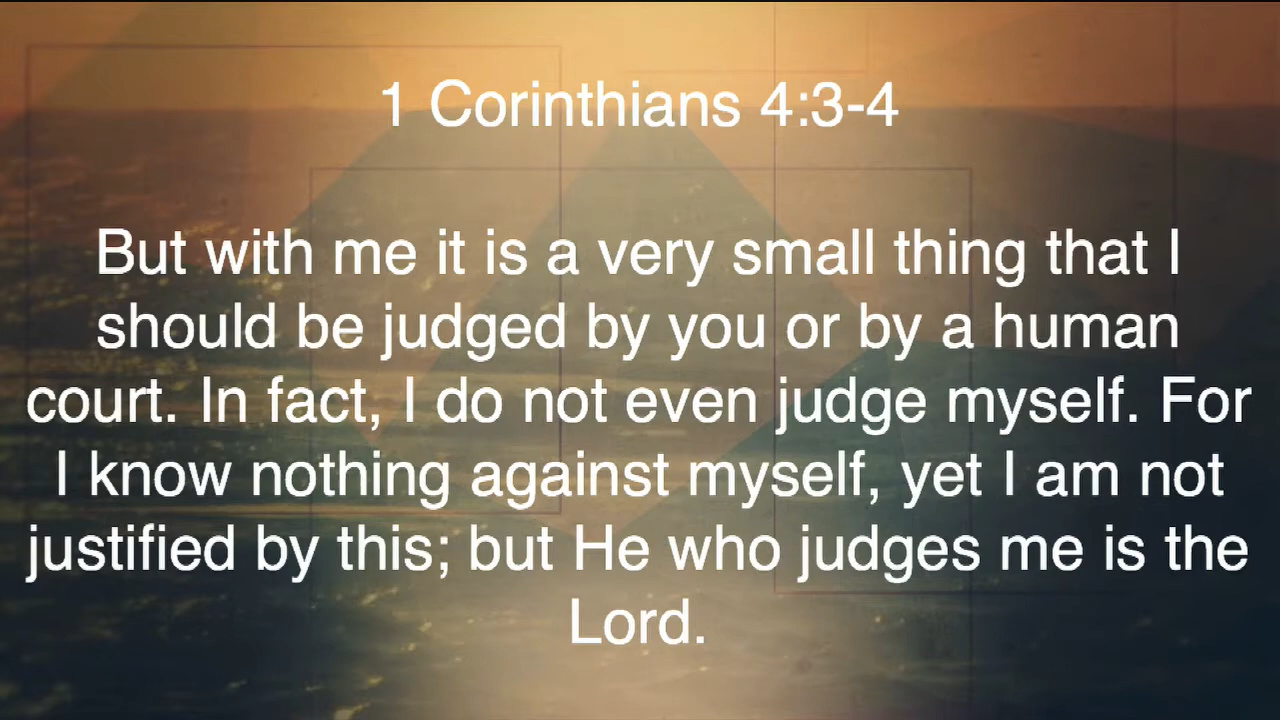 1 Corinthians 4:3-4
But with me it is a very small thing that I
should be judged by you or by a human
court. In fact, I do not even judge myself. For
I know nothing against myself, yet I am not
justified by this; but He who judges me is the
Lord.